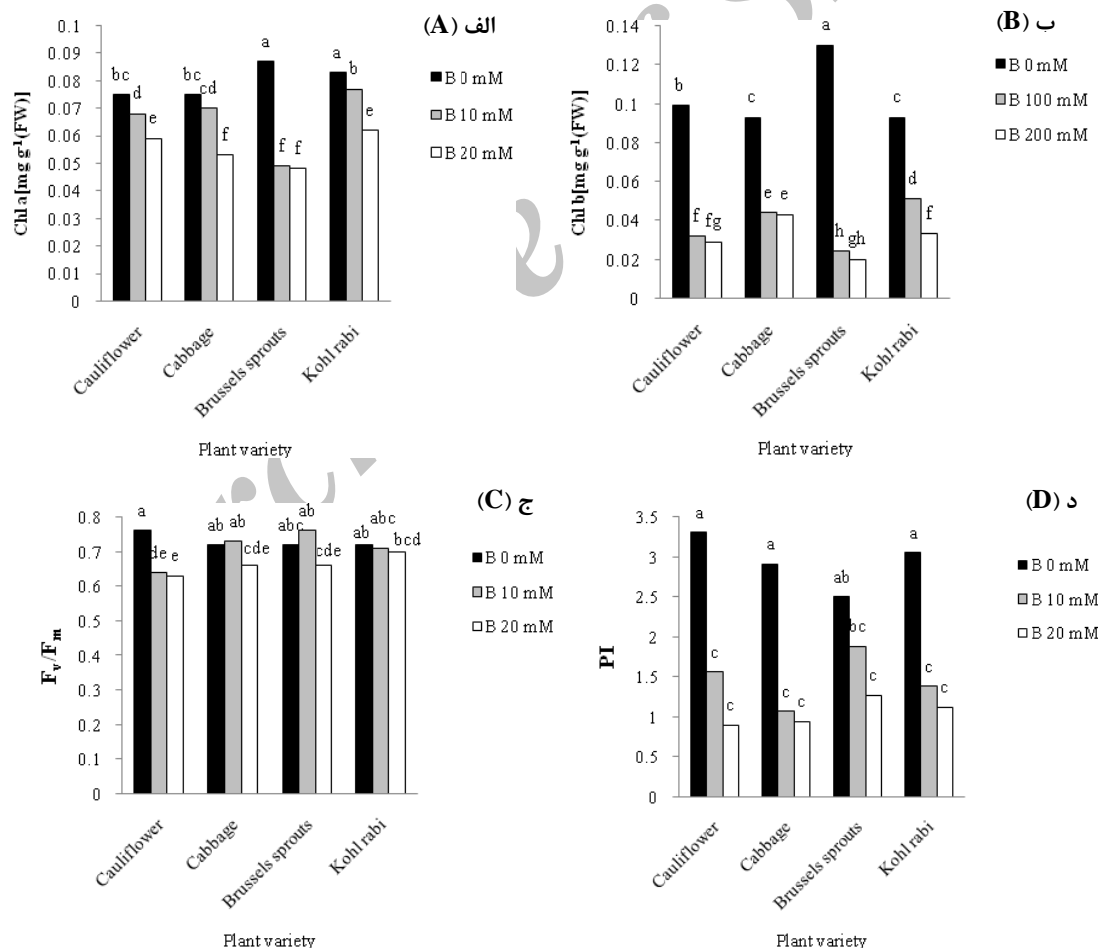 (A) الف
Chl a[mg g-1(FW)]
0.1
0.09
0.08
0.07
0.06
0.05
0.04
0.03
0.02
0.01
0
bc d e
bc cd f
a f f
a b e
B 0 mM
B 10 mM
B 20 mM
Cauliflower
Cabbage
Brussels sprouts
Kohl rabi
Plant variety
(B) ب
Chl b[mg g-1(FW)]
0.14
0.12
0.1
0.08
0.06
0.04
0.02
0
b f fg
c e e
a h gh
c d f
B 0 mM
B 100 mM
B 200 mM
Cauliflower
Cabbage
Brussels sprouts
Kohl rabi
Plant variety
(C) ج
Fv/Fm
0.8
0.7
0.6
0.5
0.4
0.3
0.2
0.1
0
a de e
ab ab cde
abc ab cde
ab abc bcd
B 0 mM
B 10 mM
B 20 mM
Cauliflower
Cabbage
Brussels sprouts
Kohl rabi
Plant variety
(D) د
PI
3.5
3
2.5
2
1.5
1
0.5
0
a c c
a c c
ab bc c
a c c
B 0 mM
B 10 mM
B 20 mM
Cauliflower
Cabbage
Brussels sprouts
Kohl rabi
Plant variety